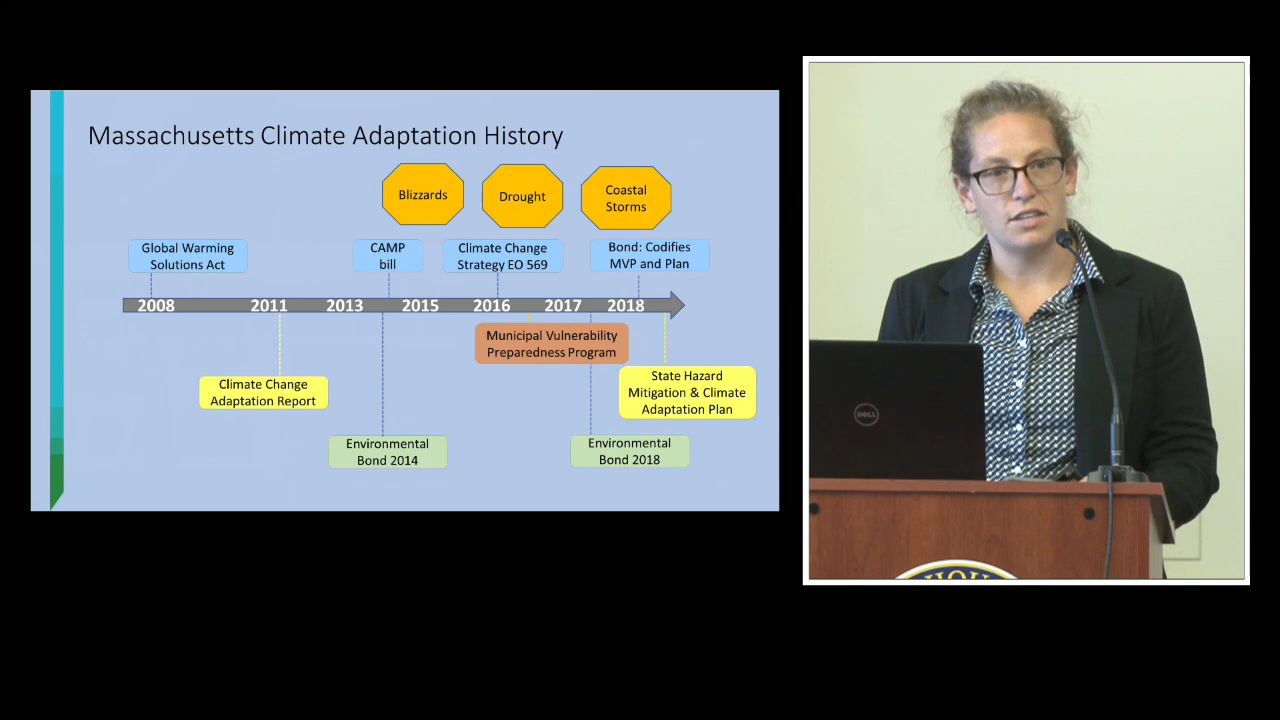 Massachusetts Climate Adaptation History
Blizzards
Drought
Coastal
Storms
Global Warming
Solutions Act
CAMP
bill
Climate Change
Strategy EO 569
Bond: Codifies
MVP and Plan
2008 2011 2013 2015 2016 2017 2018
Municipal Vulnerability
Preparedness Program
Climate Change
Adaptation Report
State Hazard
Mitigation & Climate
Adaptation Plan
Environmental
Bond 2014
Environmental
Bond 2018
DELL